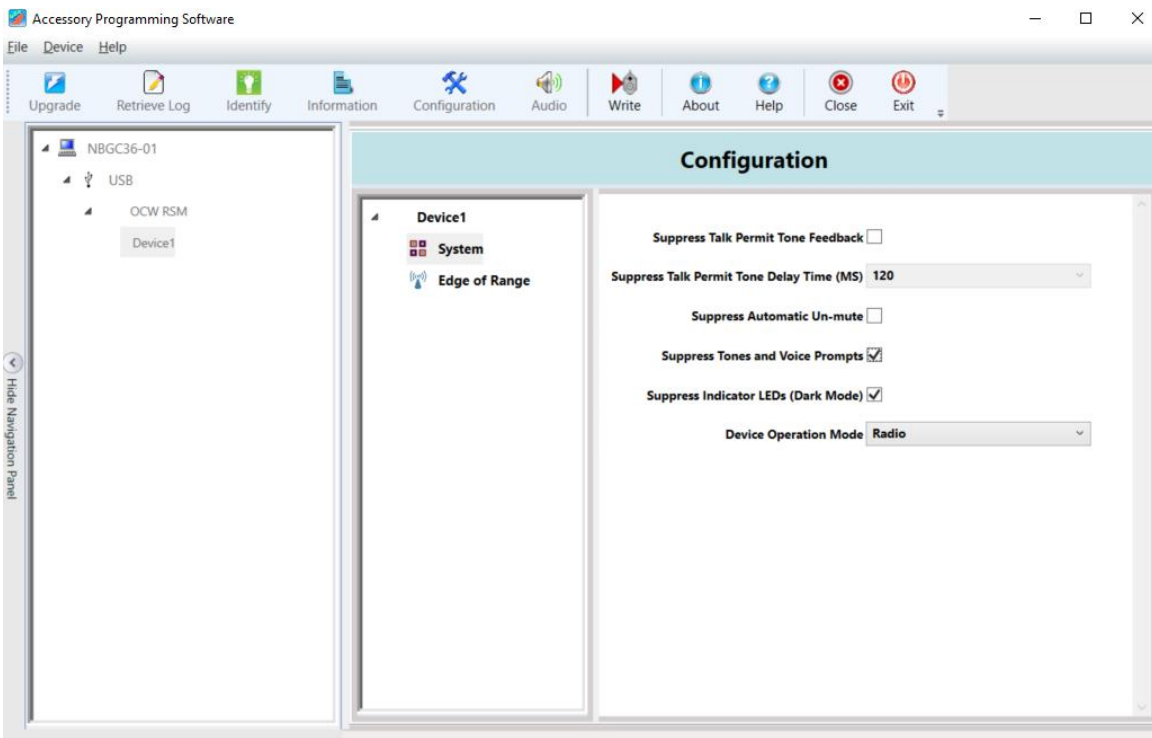 Accessory Programming Software
File Device Help
Upgrade Retrieve Log Identify Information Configuration Audio Write About Help Close Exit
Hide Navigation Panel
NBGC36-01
USB
OCW RSM
Device1
Configuration
Device1
System
Edge of Range
Suppress Talk Permit Tone Feedback
Suppress Talk Permit Tone Delay Time (MS) 120
Suppress Automatic Un-mute
Suppress Tones and Voice Prompts
Suppress Indicator LEDs (Dark Mode)
Device Operation Mode Radio